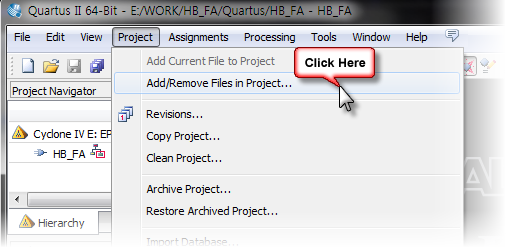 Quartus II 64-Bit - E:/WORK/HB_FA/Quartus/HB_FA - HB_FA
File Edit View Project Assignments Processing Tools Window Help
Add Current File to Project
Click Here
Add/Remove Files in Project...
Project Navigator
Revisions...
Cyclone IV E: EP
Copy Project...
HB_FA
Clean Project...
Archive Project...
Restore Archived Project...
Hierarchy
Import Database...